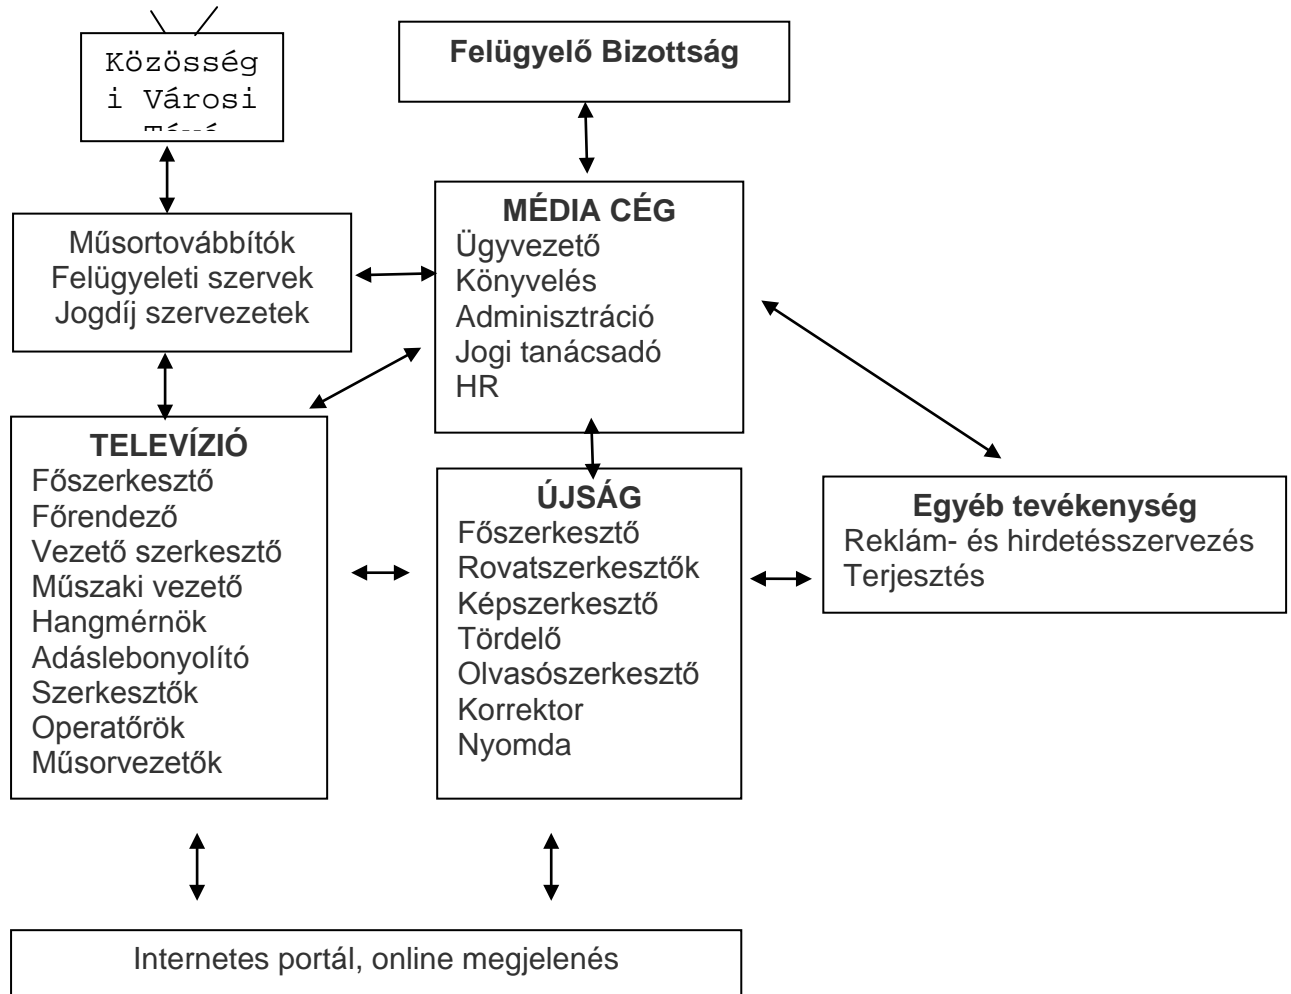 Közösség
i Városi
Felügyelő Bizottság
MÉDIA CÉG
Ügyvezető
Könyvelés
Adminisztráció
Jogi tanácsadó
HR
Műsortovábbítók
Felügyeleti szervek
Jogdíj szervezetek
TELEVÍZIÓ
Főszerkesztő
Főrendező
Vezető szerkesztő
Műszaki vezető
Hangmérnök
Adáslebonyolító
Szerkesztők
Operatőrök
Műsorvezetők
ÚJSÁG
Főszerkesztő
Rovatszerkesztők
Képszerkesztő
Tördelő
Olvasószerkesztő
Korrektor
Nyomda
Egyéb tevékenység
Reklám- és hirdetésszervezés
Terjesztés
Internetes portál, online megjelenés